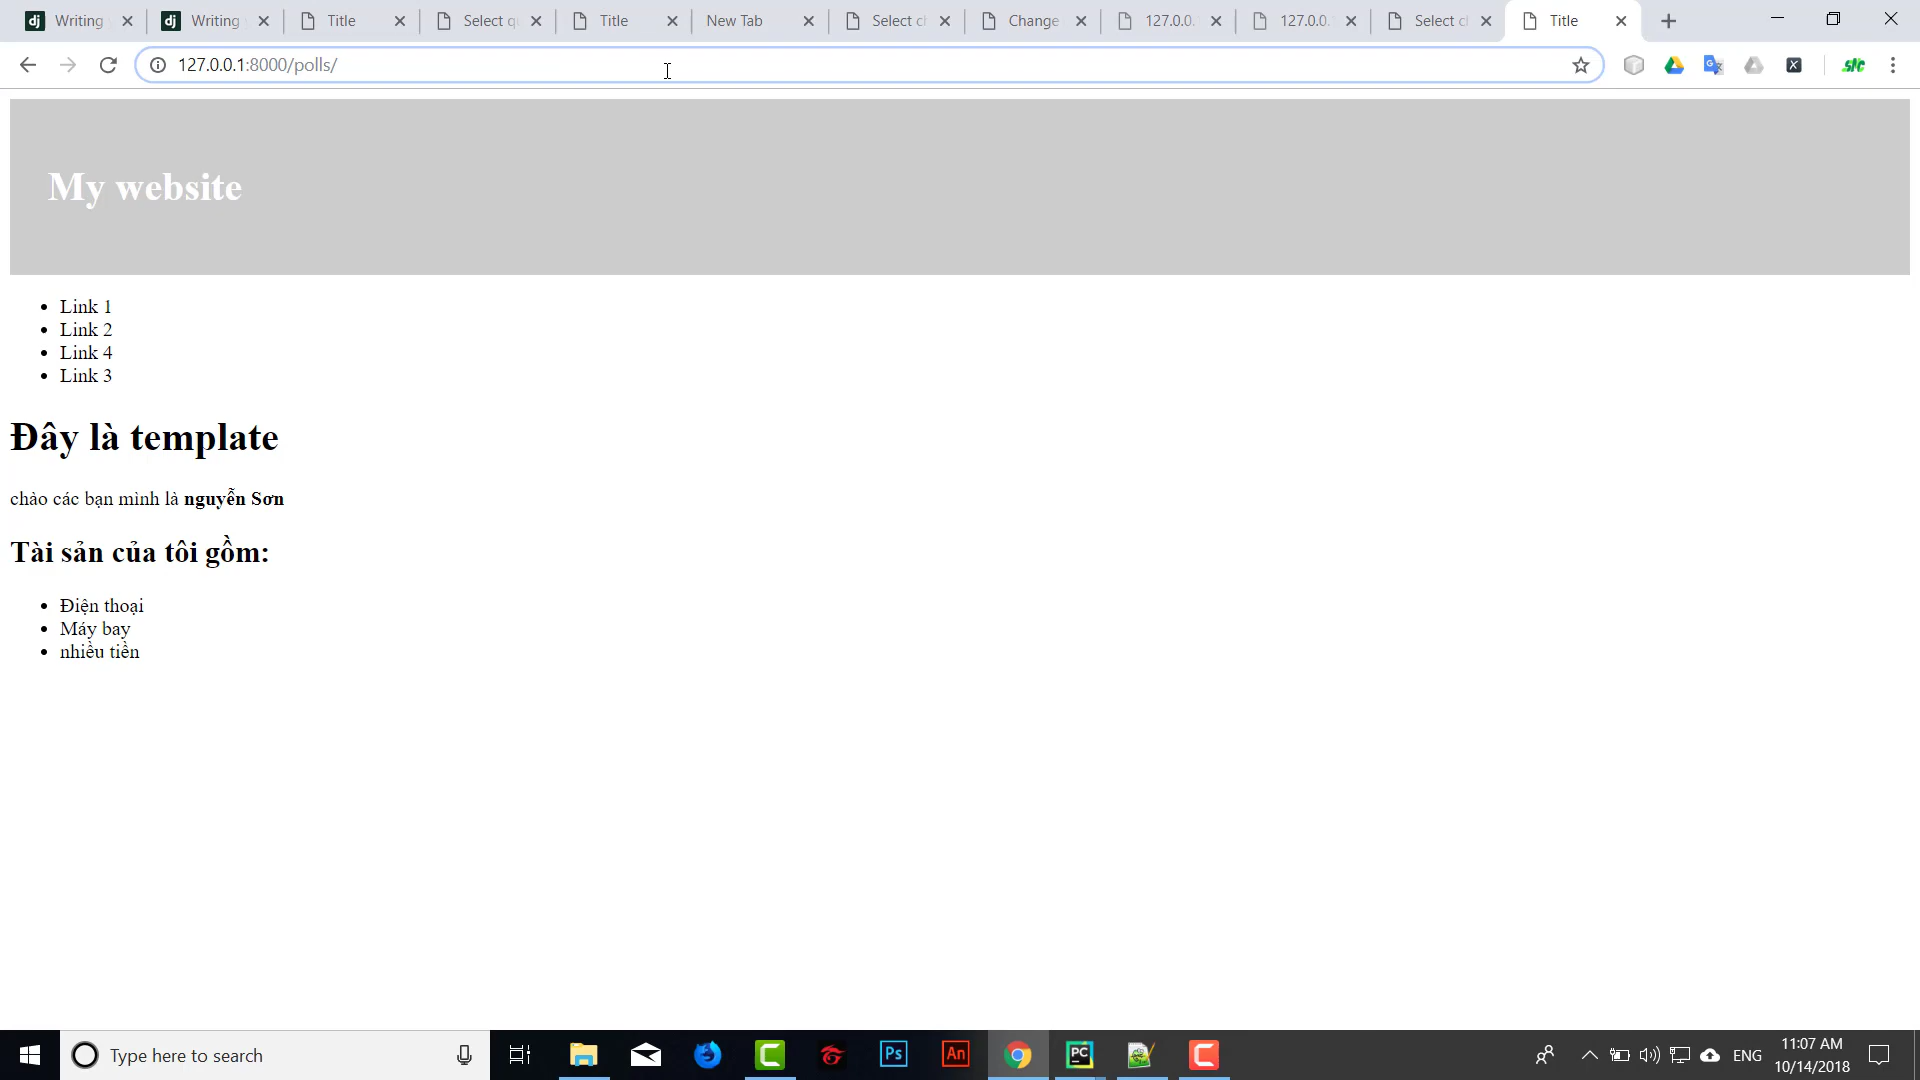 Writing
Writing
Title
Select q
Title
New Tab
Select c
Change
127.0.0.
127.0.0.
Select c
Title
127.0.0.1:8000/polls/
My website
Link 1
Link 2
Link 4
Link 3
Đây là template
chào các bạn mình là nguyễn Sơn
Tài sản của tôi gồm:
Điện thoại
Máy bay
nhiều tiền
Type here to search
ENG
11:07 AM
10/14/2018